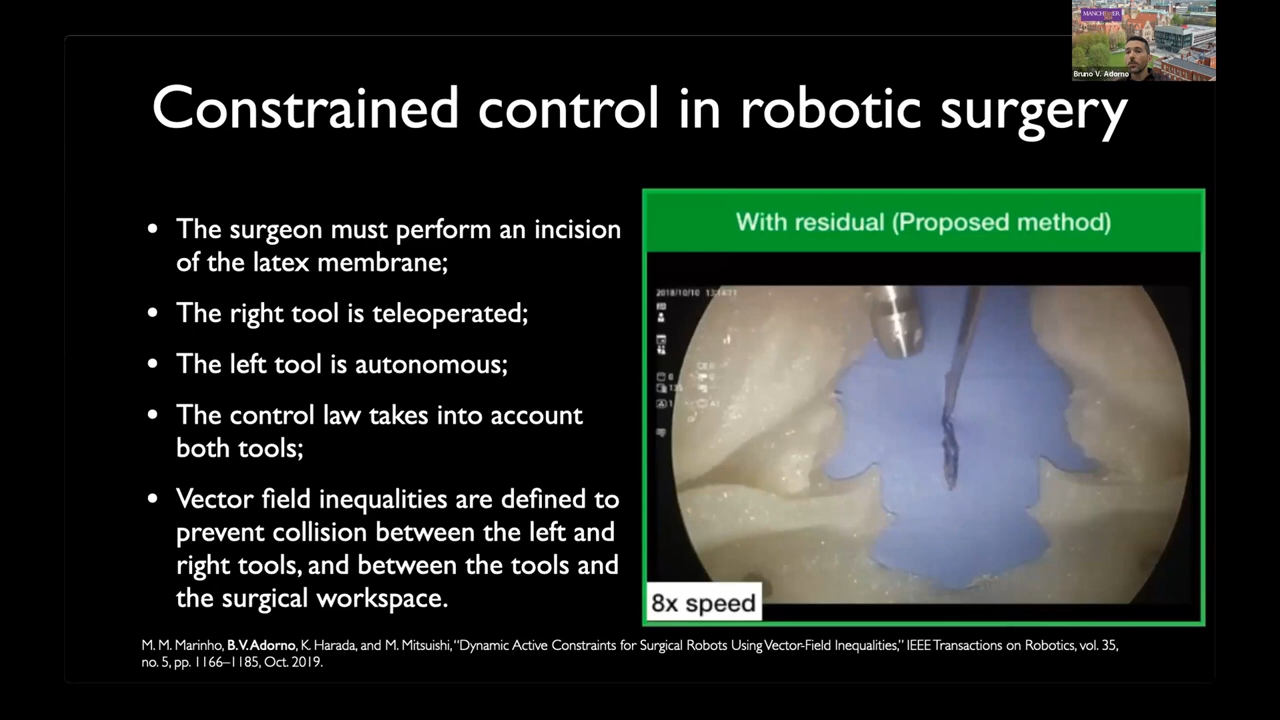 MANCHESTER
Bruno V. Adorno
Constrained control in robotic surgery
• The surgeon must perform an incision
of the latex membrane;
• The right tool is teleoperated;
• The left tool is autonomous;
• The control law takes into account
both tools;
• Vector field inequalities are defined to
prevent collision between the left and
right tools, and between the tools and
the surgical workspace.
With residual (Proposed method)
2018/10/10
8x speed
M. M. Marinho, B. V. Adorno, K. Harada, and M. Mitsuishi, “Dynamic Active Constraints for Surgical Robots Using Vector-Field Inequalities,” IEEE Transactions on Robotics, vol. 35,
no. 5, pp. 1166–1185, Oct. 2019.